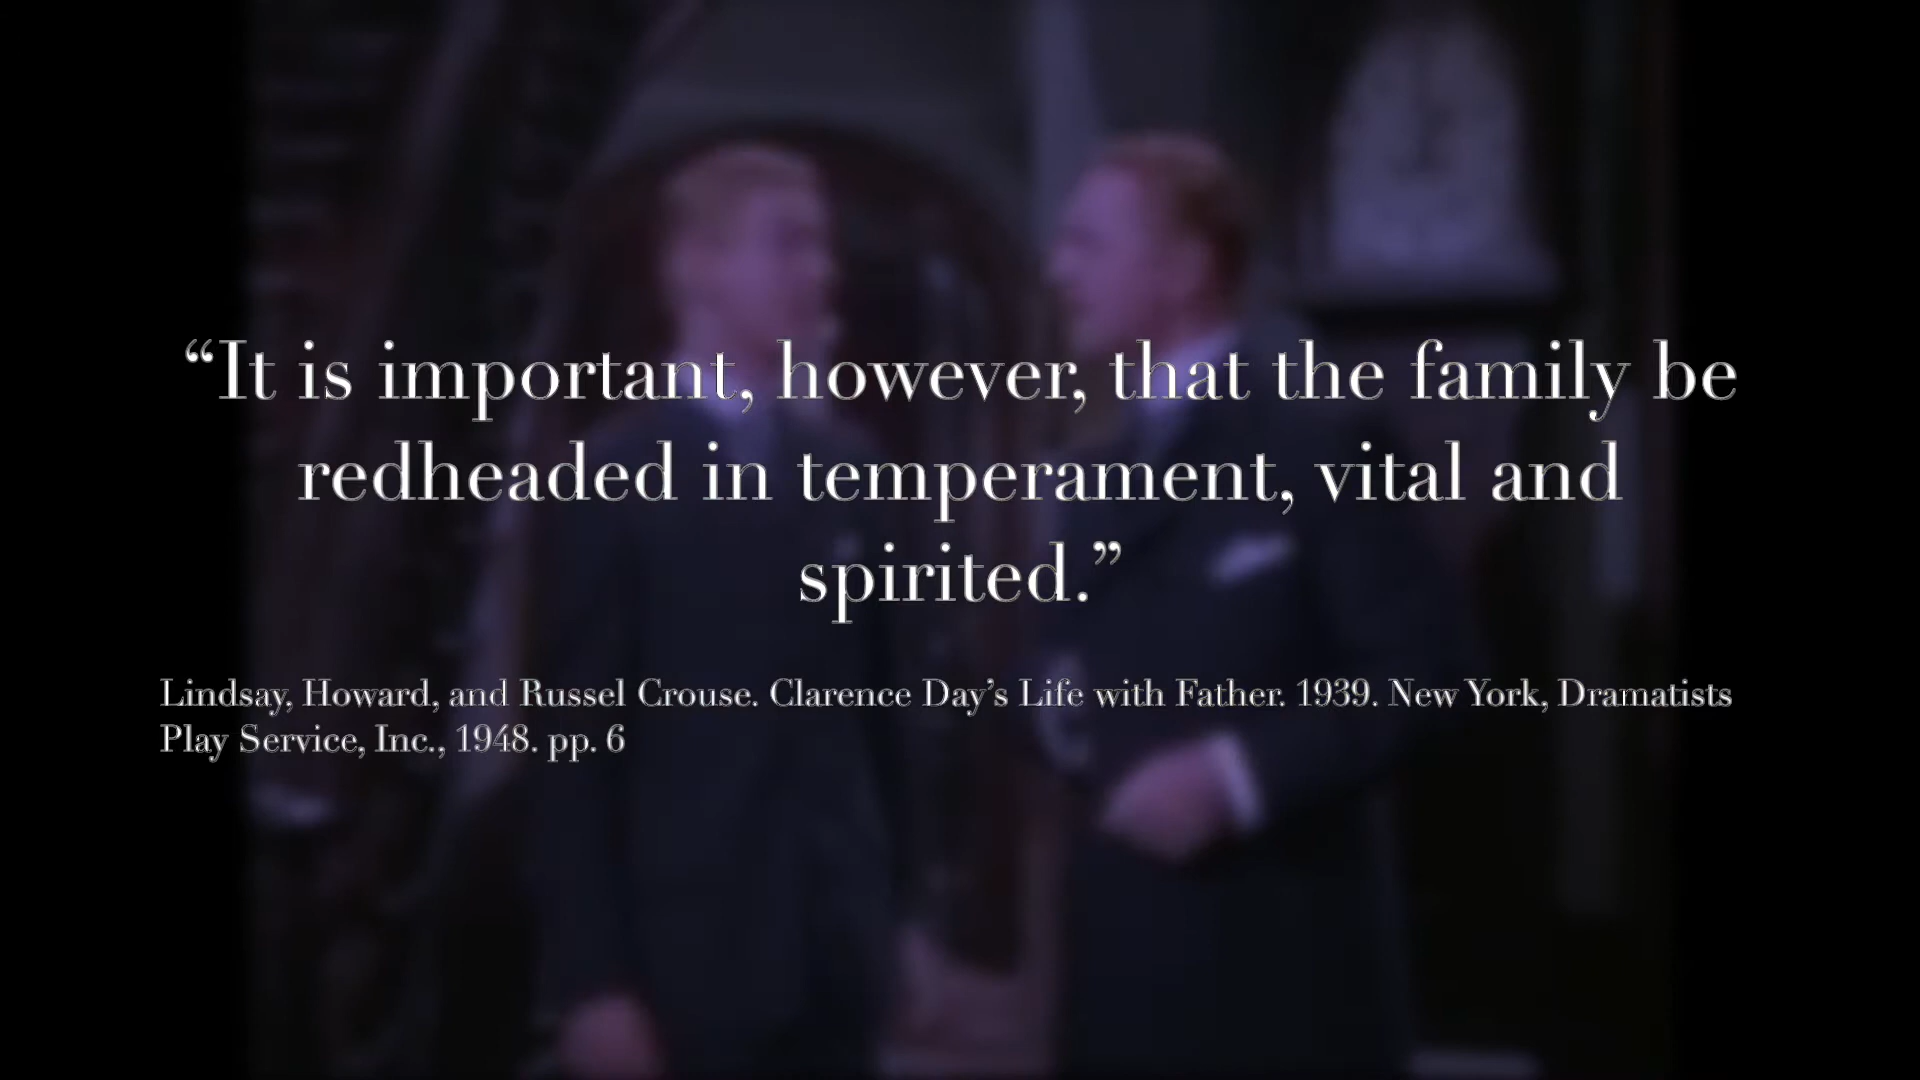 “It is important, however, that the family be
redheaded in temperament, vital and
spirited.”
Lindsay, Howard, and Russel Crouse. Clarence Day’s Life with Father. 1939. New York, Dramatists
Play Service, Inc., 1948. pp. 6